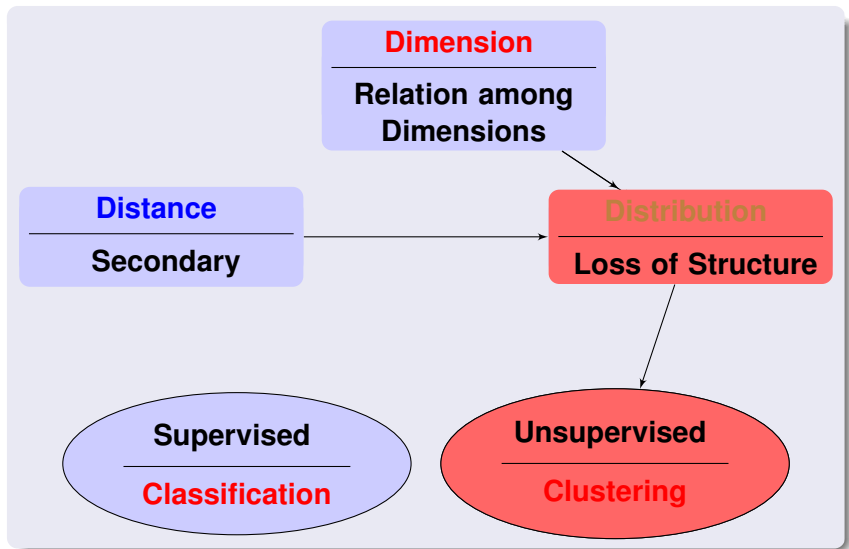 Dimension
Relation among
Dimensions
Distance
Secondary
Distribution
Loss of Structure
Supervised
Classification
Unsupervised
Clustering